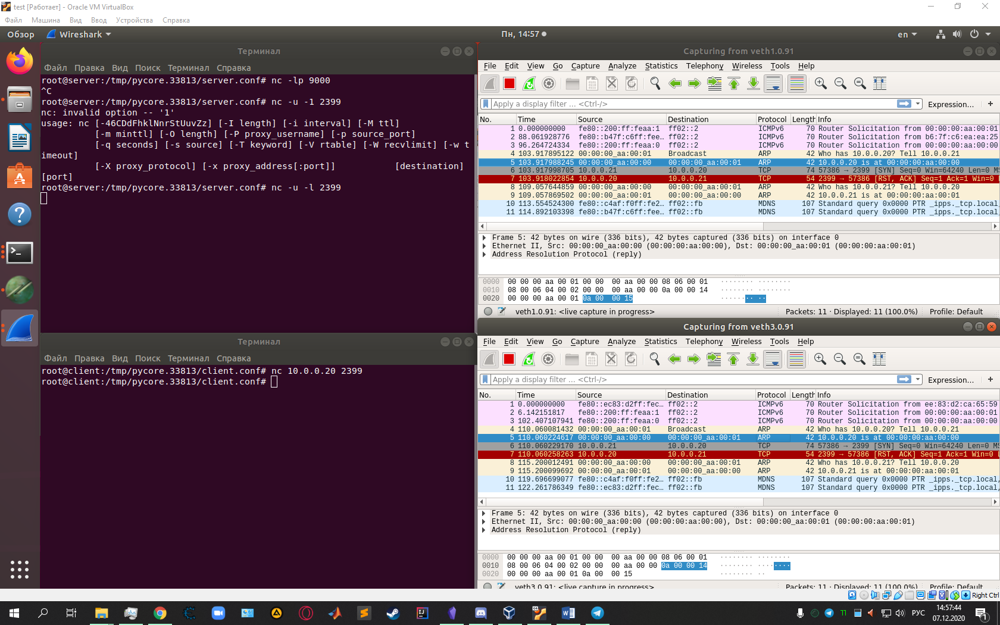 test [Работает] - Oracle VM VirtualBox
Файл Машина Вид Ввод Устройства Справка
Обзор Wireshark Пн, 14:57 en
Терминал
Файл Правка Вид Поиск Терминал Справка
root@server:/tmp/pycore.33813/server.conf# nc -lp 9000
^C
root@server:/tmp/pycore.33813/server.conf# nc -u -1 2399
nc: invalid option -- '1'
usage: nc [-46CDdFhklNnrStUuvZz] [-I length] [-i interval] [-M ttl]
[-m minttl] [-O length] [-P proxy_username] [-p source_port]
[-q seconds] [-s source] [-T keyword] [-V rtable] [-W recvlimit] [-w t
imeout]
[-X proxy_protocol] [-x proxy_address[:port]] [destination]
[port]
root@server:/tmp/pycore.33813/server.conf# nc -u -l 2399
Терминал
Файл Правка Вид Поиск Терминал Справка
root@client:/tmp/pycore.33813/client.conf# nc 10.0.0.20 2399
root@client:/tmp/pycore.33813/client.conf#
Capturing from veth1.0.91
File Edit View Go Capture Analyze Statistics Telephony Wireless Tools Help
Apply a display filter ... <Ctrl-/> Expression... +
No. Time Source Destination Protocol Length Info
1 0.000000000 fe80::200:ff:feaa:1 ff02::2 ICMPv6 70 Router Solicitation from 00:00:00:aa:00:01
2 88.061928776 fe80::b47f:c6ff:fee… ff02::2 ICMPv6 70 Router Solicitation from b6:7f:c6:ea:ea:25
3 96.264724334 fe80::200:ff:feaa:0 ff02::2 ICMPv6 70 Router Solicitation from 00:00:00:aa:00:00
4 103.917895122 00:00:00_aa:00:01 Broadcast ARP 42 Who has 10.0.0.20? Tell 10.0.0.21
5 103.917988245 00:00:00_aa:00:00 00:00:00_aa:00:01 ARP 42 10.0.0.20 is at 00:00:00:aa:00:00
6 103.917998705 10.0.0.21 10.0.0.20 TCP 74 57386 → 2399 [SYN] Seq=0 Win=64240 Len=0 MS
7 103.918022854 10.0.0.20 10.0.0.21 TCP 54 2399 → 57386 [RST, ACK] Seq=1 Ack=1 Win=0 L
8 109.057644859 00:00:00_aa:00:00 00:00:00_aa:00:01 ARP 42 Who has 10.0.0.21? Tell 10.0.0.20
9 109.057869502 00:00:00_aa:00:01 00:00:00_aa:00:00 ARP 42 10.0.0.21 is at 00:00:00:aa:00:01
10 113.554524300 fe80::c4af:f0ff:fe2… ff02::fb MDNS 107 Standard query 0x0000 PTR _ipps._tcp.local,
11 114.892103398 fe80::b47f:c6ff:fee… ff02::fb MDNS 107 Standard query 0x0000 PTR _ipps._tcp.local,
Frame 5: 42 bytes on wire (336 bits), 42 bytes captured (336 bits) on interface 0
Ethernet II, Src: 00:00:00_aa:00:00 (00:00:00:aa:00:00), Dst: 00:00:00_aa:00:01 (00:00:00:aa:00:01)
Address Resolution Protocol (reply)
0000 00 00 00 aa 00 01 00 00 00 aa 00 00 08 06 00 01 ········ ········
0010 08 00 06 04 00 02 00 00 00 aa 00 00 0a 00 00 14 ········ ········
0020 00 00 00 aa 00 01 0a 00 00 15 ········ ··
veth1.0.91: <live capture in progress> Packets: 11 · Displayed: 11 (100.0%) Profile: Default
Capturing from veth3.0.91
File Edit View Go Capture Analyze Statistics Telephony Wireless Tools Help
Apply a display filter ... <Ctrl-/> Expression... +
No. Time Source Destination Protocol Length Info
1 0.000000000 fe80::ec83:d2ff:fec… ff02::2 ICMPv6 70 Router Solicitation from ee:83:d2:ca:65:59
2 6.142151817 fe80::200:ff:feaa:1 ff02::2 ICMPv6 70 Router Solicitation from 00:00:00:aa:00:01
3 102.407107941 fe80::200:ff:feaa:0 ff02::2 ICMPv6 70 Router Solicitation from 00:00:00:aa:00:00
4 110.060081432 00:00:00_aa:00:01 Broadcast ARP 42 Who has 10.0.0.20? Tell 10.0.0.21
5 110.060224617 00:00:00_aa:00:00 00:00:00_aa:00:01 ARP 42 10.0.0.20 is at 00:00:00:aa:00:00
6 110.060229170 10.0.0.21 10.0.0.20 TCP 74 57386 → 2399 [SYN] Seq=0 Win=64240 Len=0 MS
7 110.060258263 10.0.0.20 10.0.0.21 TCP 54 2399 → 57386 [RST, ACK] Seq=1 Ack=1 Win=0 L
8 115.200012491 00:00:00_aa:00:00 00:00:00_aa:00:01 ARP 42 Who has 10.0.0.21? Tell 10.0.0.20
9 115.200099692 00:00:00_aa:00:01 00:00:00_aa:00:00 ARP 42 10.0.0.21 is at 00:00:00:aa:00:01
10 119.696699077 fe80::c4af:f0ff:fe2… ff02::fb MDNS 107 Standard query 0x0000 PTR _ipps._tcp.local,
11 122.261786349 fe80::ec83:d2ff:fec… ff02::fb MDNS 107 Standard query 0x0000 PTR _ipps._tcp.local,
Frame 5: 42 bytes on wire (336 bits), 42 bytes captured (336 bits) on interface 0
Ethernet II, Src: 00:00:00_aa:00:00 (00:00:00:aa:00:00), Dst: 00:00:00_aa:00:01 (00:00:00:aa:00:01)
Address Resolution Protocol (reply)
0000 00 00 00 aa 00 01 00 00 00 aa 00 00 08 06 00 01 ········ ········
0010 08 00 06 04 00 02 00 00 00 aa 00 00 0a 00 00 14 ········ ········
0020 00 00 00 aa 00 01 0a 00 00 15 ········ ··
veth3.0.91: <live capture in progress> Packets: 11 · Displayed: 11 (100.0%) Profile: Default
Right Ctrl
РУС
14:57:44
07.12.2020
1